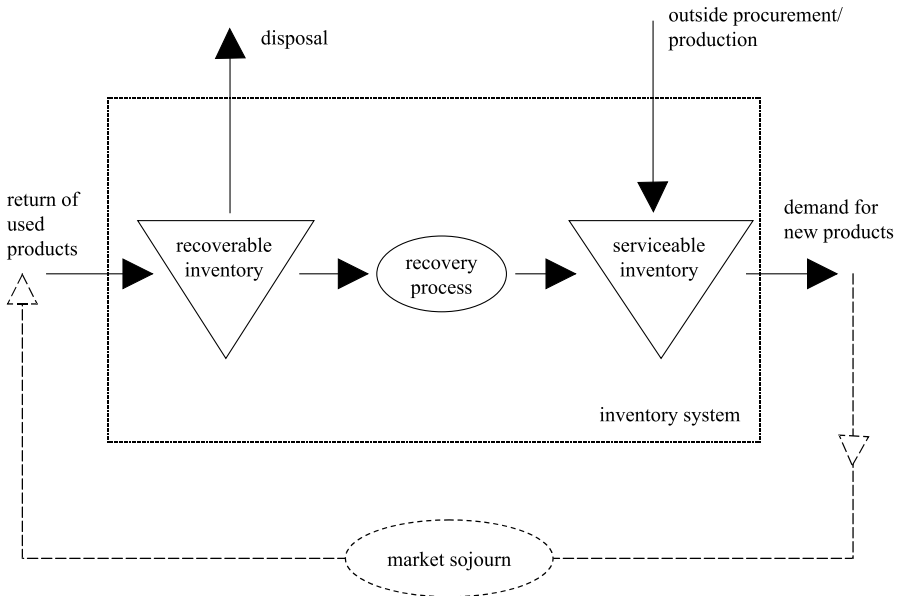 disposal
outside procurement/
production
return of
used
products
recoverable
inventory
recovery
process
serviceable
inventory
demand for
new products
inventory system
market sojourn